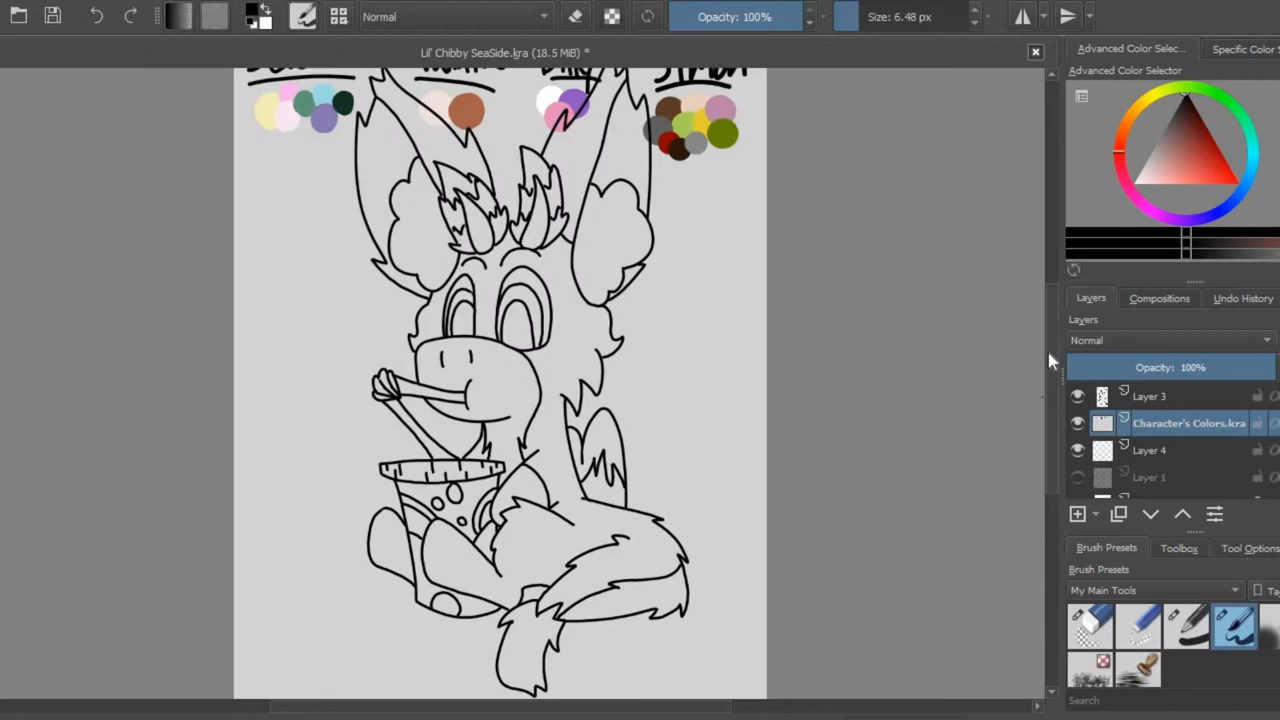 Normal
Opacity: 100%
Size: 6.48 px
Lil' Chibby SeaSide.kra (18.5 MiB) *
Advanced Color Selec...
Specific Color
Advanced Color Selector
Layers
Compositions
Undo History
Layers
Normal
Opacity: 100%
Layer 3
Character's Colors.kra
Layer 4
Layer 1
Brush Presets
Toolbox
Tool Options
Brush Presets
My Main Tools
Ta
Search